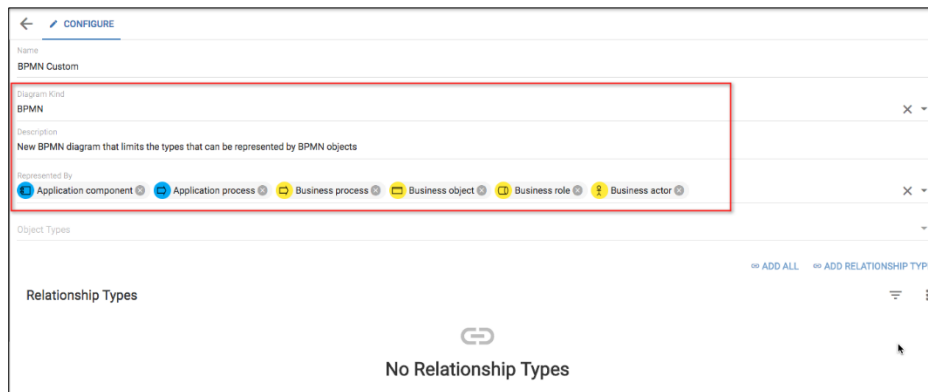 CONFIGURE
Name
BPMN Custom
Diagram Kind
BPMN
Description
New BPMN diagram that limits the types that can be represented by BPMN objects
Represented By
Application component Application process Business process Business object Business role Business actor
Object Types
ADD ALL ADD RELATIONSHIP TYP
Relationship Types
No Relationship Types